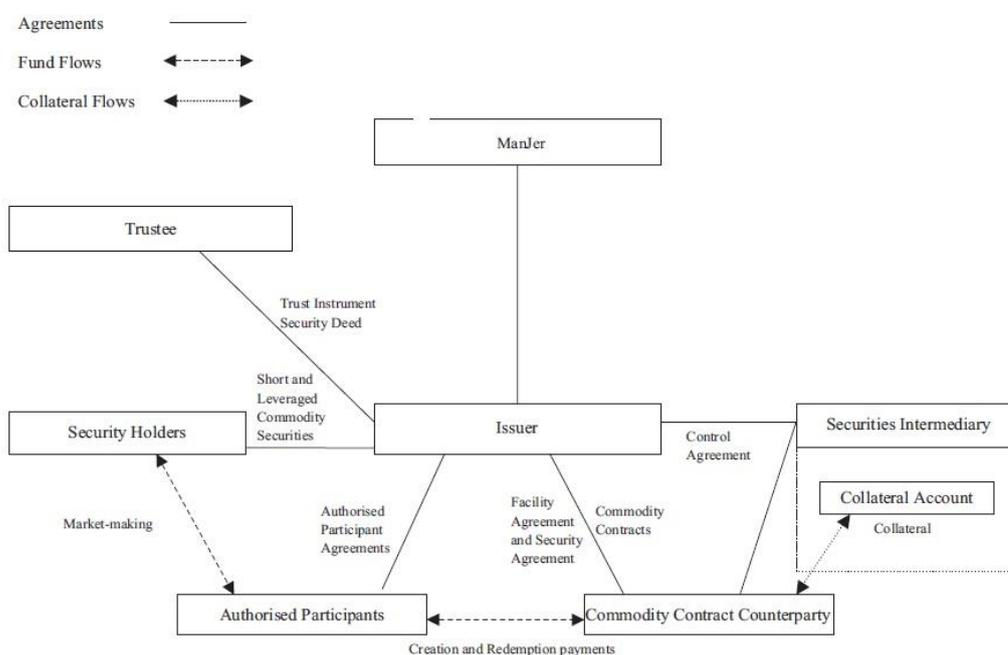 Agreements
Fund Flows
Collateral Flows
ManJer
Trustee
Trust Instrument
Security Deed
Short and
Leveraged
Commodity
Securities
Security Holders
Issuer
Control
Agreement
Securities Intermediary
Collateral Account
Collateral
Market-making
Authorised
Participant
Agreements
Facility
Agreement
and Security
Agreement
Commodity
Contracts
Authorised Participants
Commodity Contract Counterparty
Creation and Redemption payments